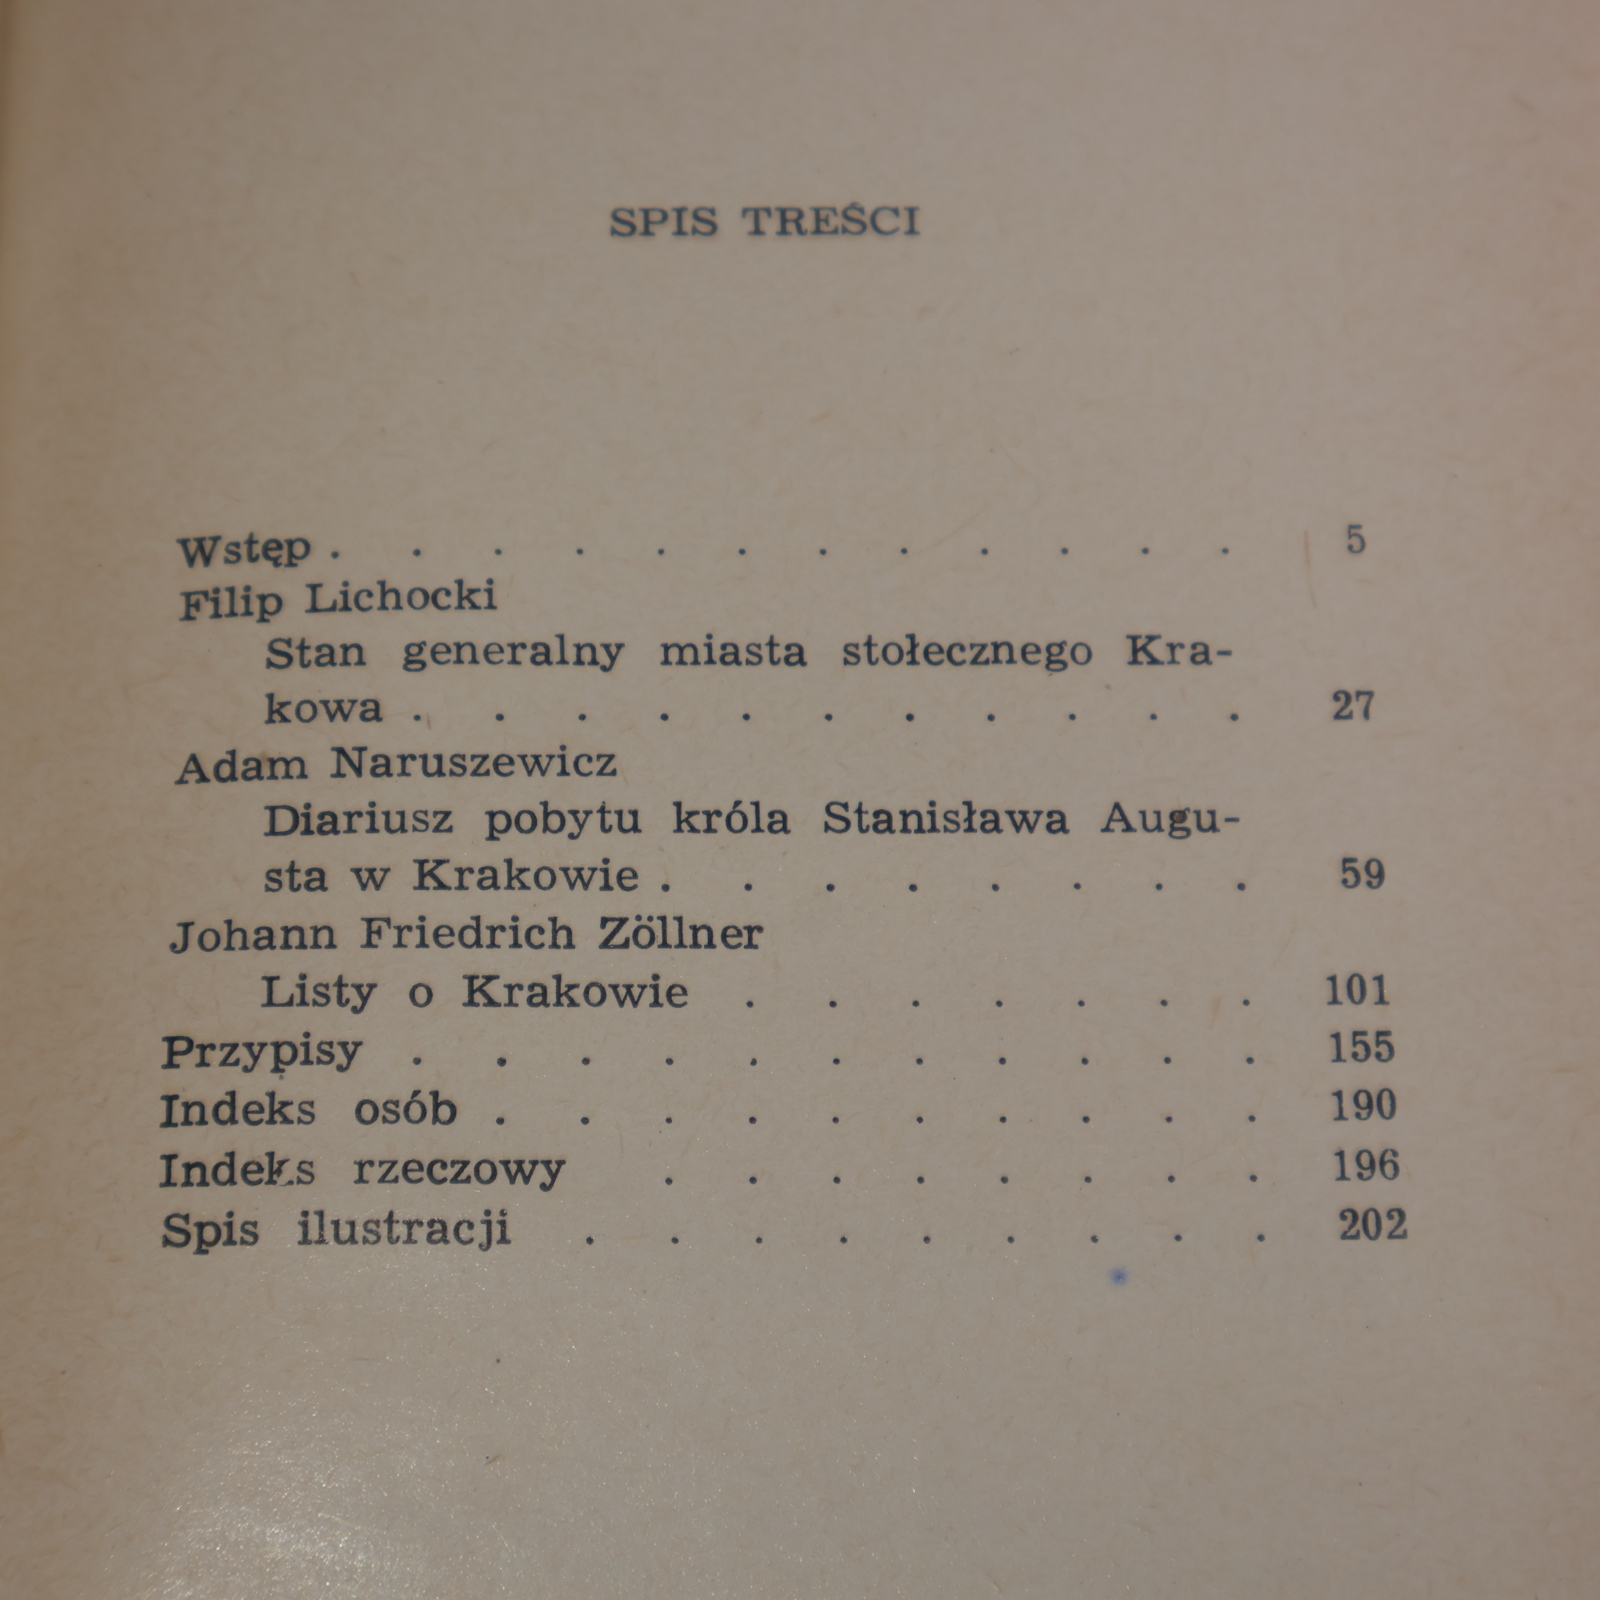 SPIS TREŚCI
Wstęp . . . . . . . . . . . . 5
Filip Lichocki
Stan generalny miasta stołecznego Kra-
kowa . . . . . . . . . . . 27
Adam Naruszewicz
Diariusz pobytu króla Stanisława Augu-
sta w Krakowie . . . . . . . . 59
Johann Friedrich Zöllner
Listy o Krakowie . . . . . . . 101
Przypisy . . . . . . . . . . . 155
Indeks osób . . . . . . . . . . 190
Indeks rzeczowy . . . . . . . . 196
Spis ilustracji . . . . . . . . . 202